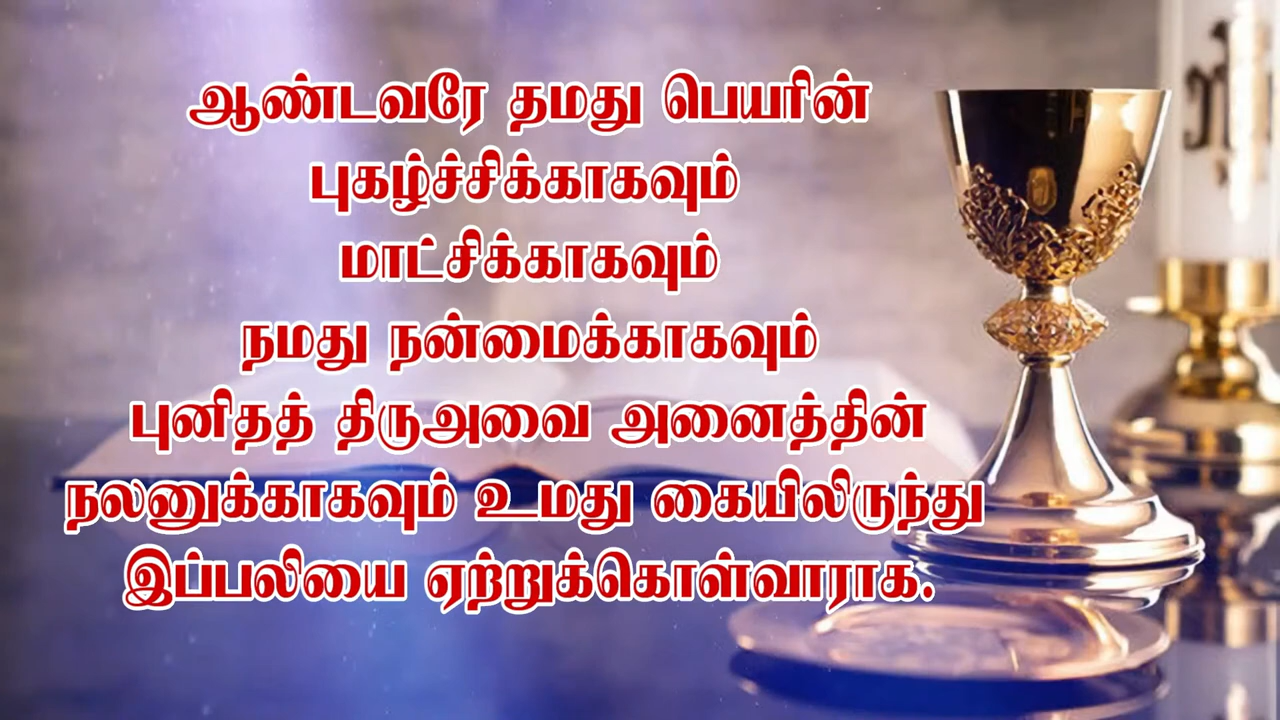 ஆண்டவரே தமது பெயரின்
புகழ்ச்சிக்காகவும்
மாட்சிக்காகவும்
நமது நன்மைக்காகவும்
புனிதத் திருஅவை அனைத்தின்
நலனுக்காகவும் உமது கையிலிருந்து
இப்பலியை ஏற்றுக்கொள்வாராக.